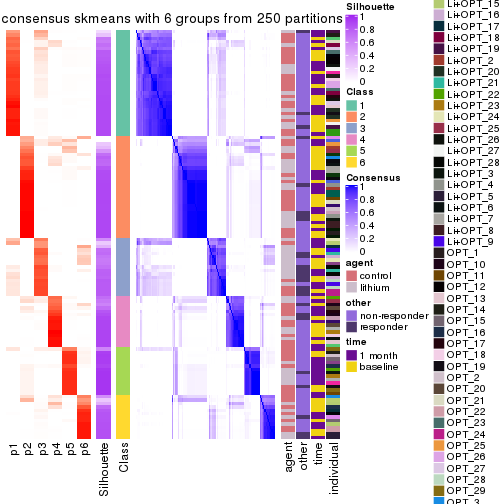 consensus skmeans with 6 groups from 250 partitions
p1
p2
p3
p4
p5
p6
Silhouette
Class
agent
other
time
individual
Silhouette
1
0.8
0.6
0.4
0.2
0
Class
1
2
3
4
5
6
Consensus
1
0.8
0.6
0.4
0.2
0
agent
control
lithium
other
non-responder
responder
time
1 month
baseline
Li+OPT_15
Li+OPT_16
Li+OPT_17
Li+OPT_18
Li+OPT_19
Li+OPT_2
Li+OPT_20
Li+OPT_21
Li+OPT_22
Li+OPT_23
Li+OPT_24
Li+OPT_25
Li+OPT_26
Li+OPT_27
Li+OPT_28
Li+OPT_3
Li+OPT_4
Li+OPT_5
Li+OPT_6
Li+OPT_7
Li+OPT_8
Li+OPT_9
OPT_1
OPT_10
OPT_11
OPT_12
OPT_13
OPT_14
OPT_15
OPT_16
OPT_17
OPT_18
OPT_19
OPT_2
OPT_20
OPT_21
OPT_22
OPT_23
OPT_24
OPT_25
OPT_26
OPT_27
OPT_28
OPT_29
OPT_3